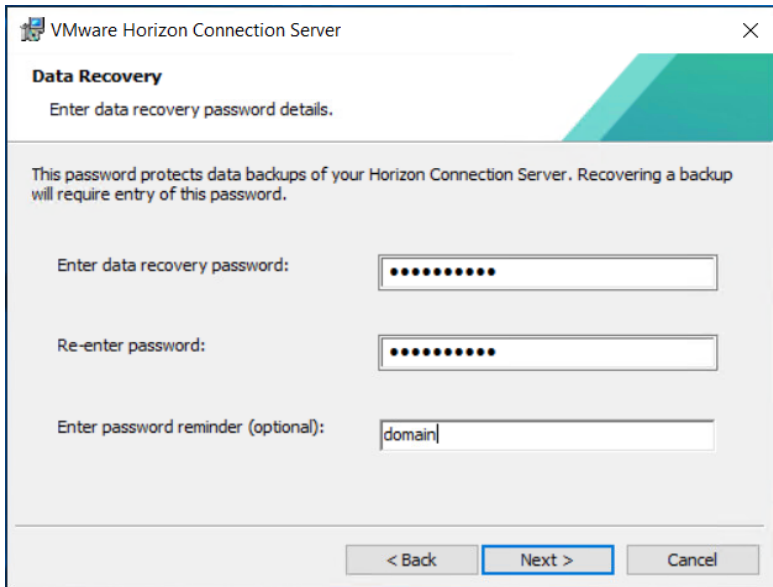 VMware Horizon Connection Server
Data Recovery
Enter data recovery password details.
This password protects data backups of your Horizon Connection Server. Recovering a backup
will require entry of this password.
Enter data recovery password:
••••••••••
Re-enter password:
••••••••••
Enter password reminder (optional):
domain
< Back
Next >
Cancel